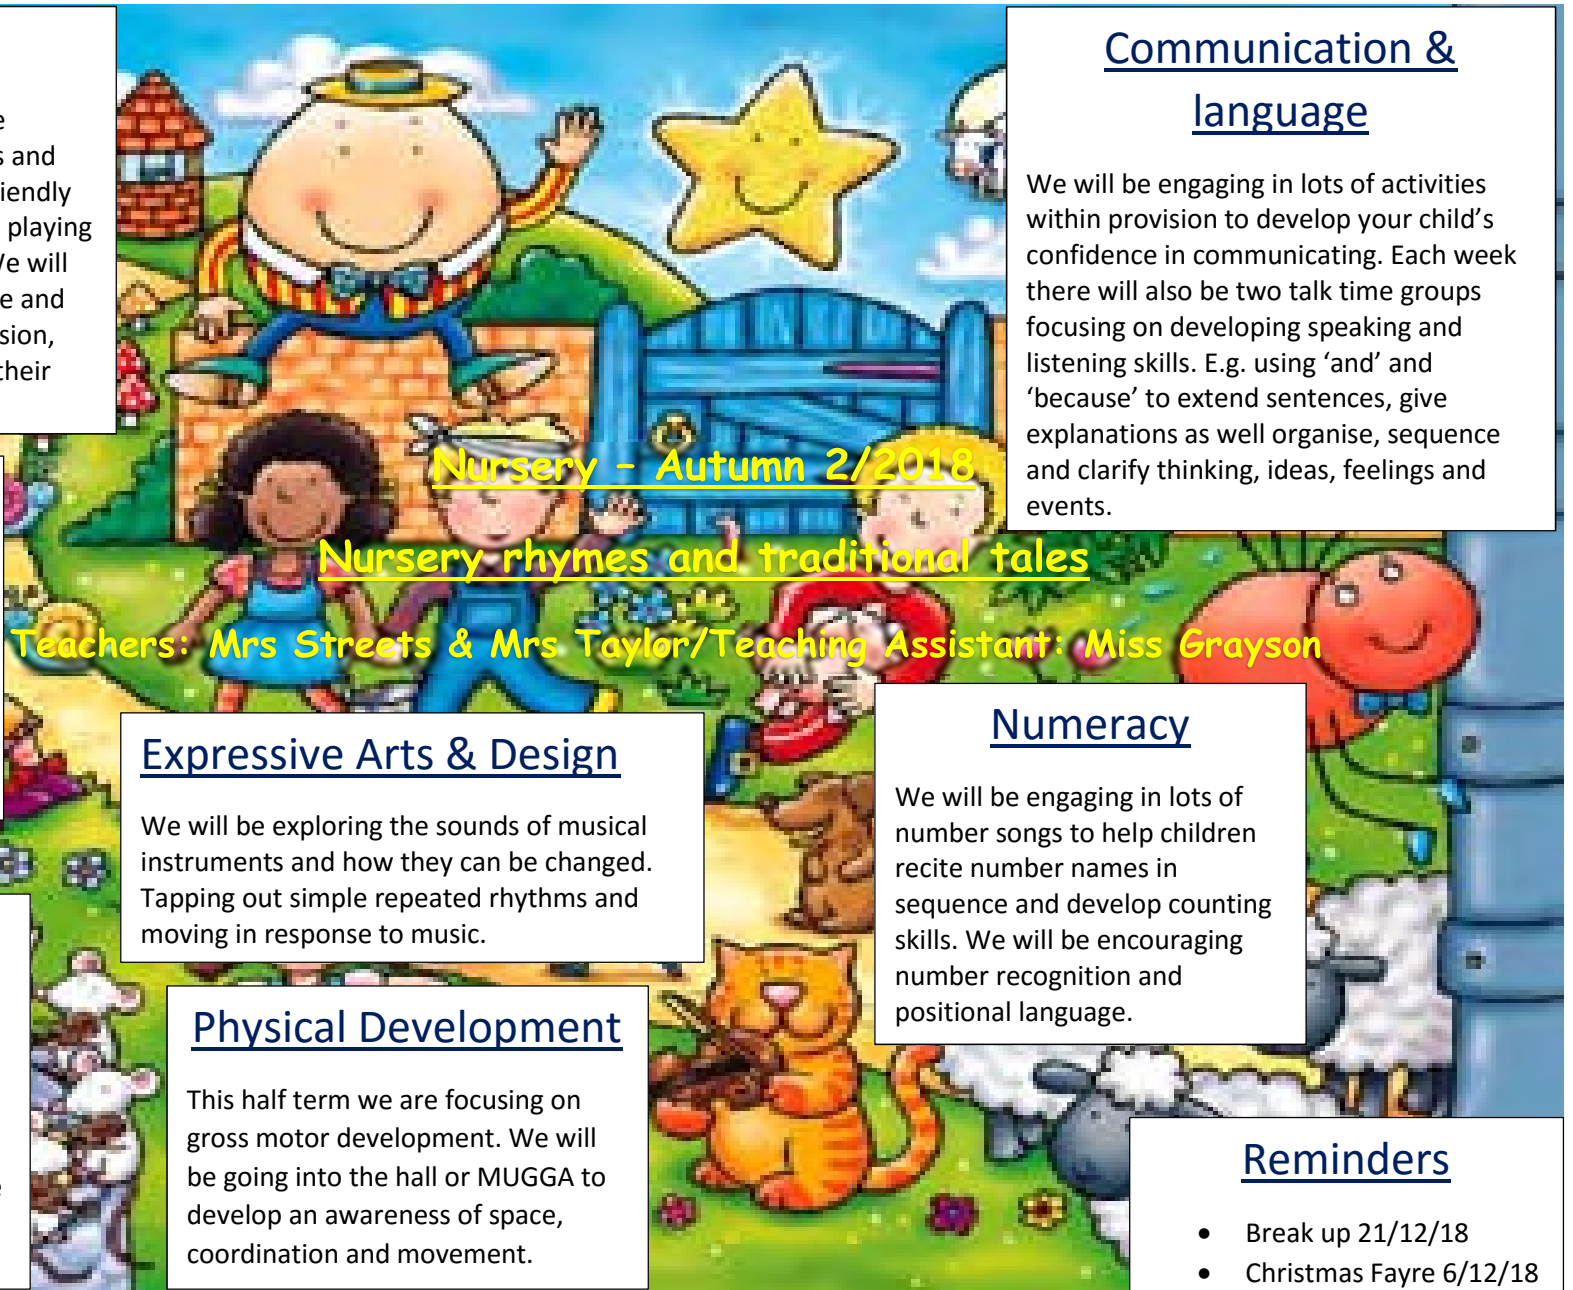 e
s and
iendly
playing
We will
e and
sion,
their
Communication &
language
We will be engaging in lots of activities
within provision to develop your child’s
confidence in communicating. Each week
there will also be two talk time groups
focusing on developing speaking and
listening skills. E.g. using ‘and’ and
‘because’ to extend sentences, give
explanations as well organise, sequence
and clarify thinking, ideas, feelings and
events.
Nursery – Autumn 2/2018
Nursery rhymes and traditional tales
Teachers: Mrs Streets & Mrs Taylor/Teaching Assistant: Miss Grayson
Expressive Arts & Design
We will be exploring the sounds of musical
instruments and how they can be changed.
Tapping out simple repeated rhythms and
moving in response to music.
Numeracy
We will be engaging in lots of
number songs to help children
recite number names in
sequence and develop counting
skills. We will be encouraging
number recognition and
positional language.
Physical Development
This half term we are focusing on
gross motor development. We will
be going into the hall or MUGGA to
develop an awareness of space,
coordination and movement.
Reminders
• Break up 21/12/18
• Christmas Fayre 6/12/18